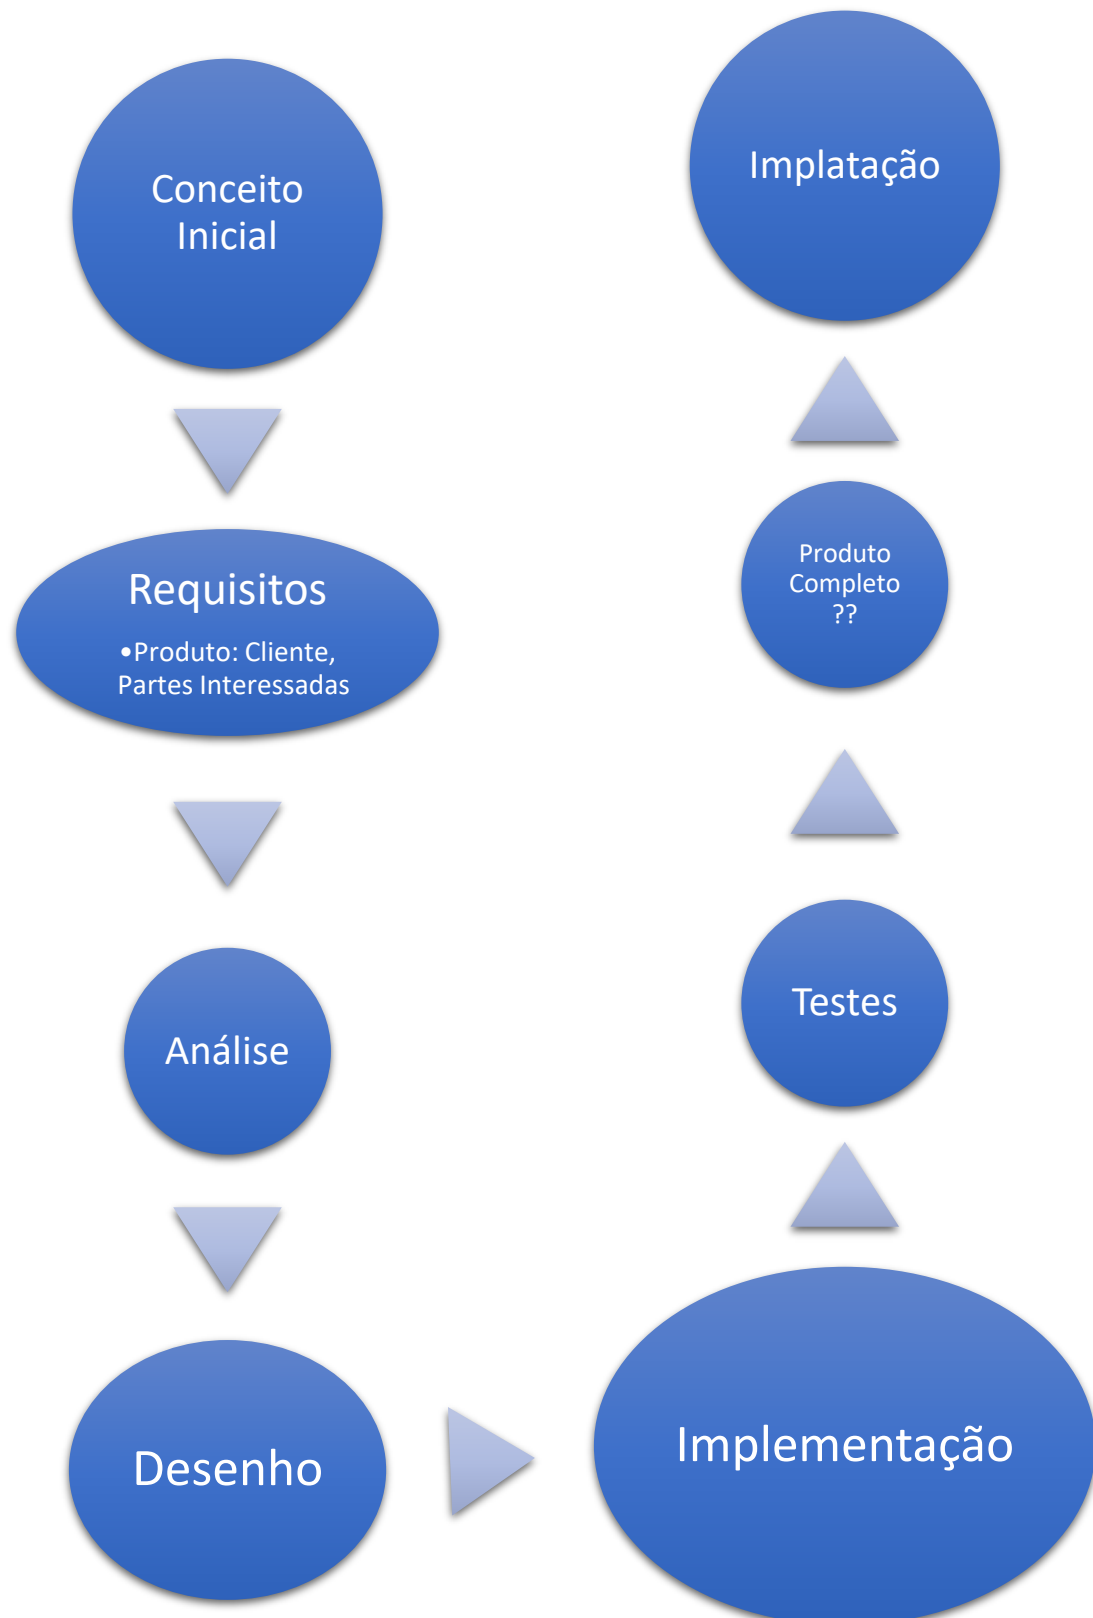 Conceito
Inicial
Requisitos
•Produto: Cliente,
Partes Interessadas
Análise
Desenho
Implementação
Testes
Produto
Completo
??
Implatação